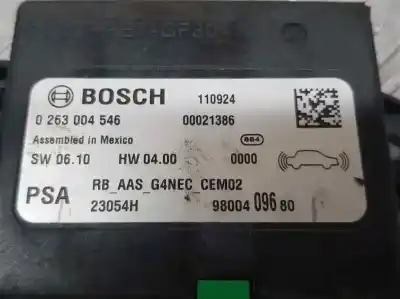 BOSCH 110924
0 263 004 546 00021386
Assembled in Mexico 884
SW 06.10 HW 04.00 0000
RB_AAS_G4NEC_CEM02
PSA 23054H 98004 096 80